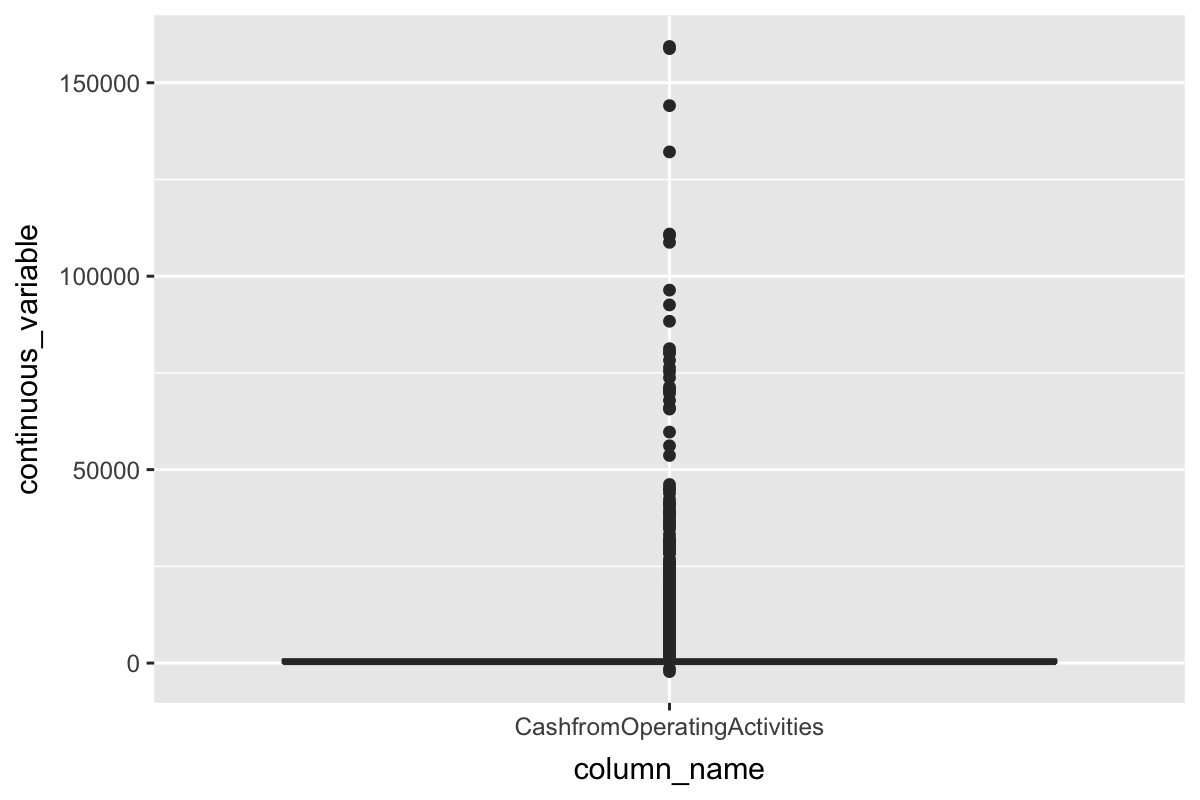 150000
100000
50000
0
continuous_variable
CashfromOperatingActivities
column_name